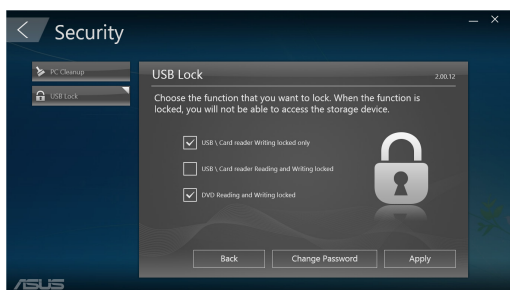 Security
PC Cleanup
USB Lock
USB Lock
2.00.12
Choose the function that you want to lock. When the function is
locked, you will not be able to access the storage device.
USB \ Card reader Writing locked only
USB \ Card reader Reading and Writing locked
DVD Reading and Writing locked
Back
Change Password
Apply
ASUS